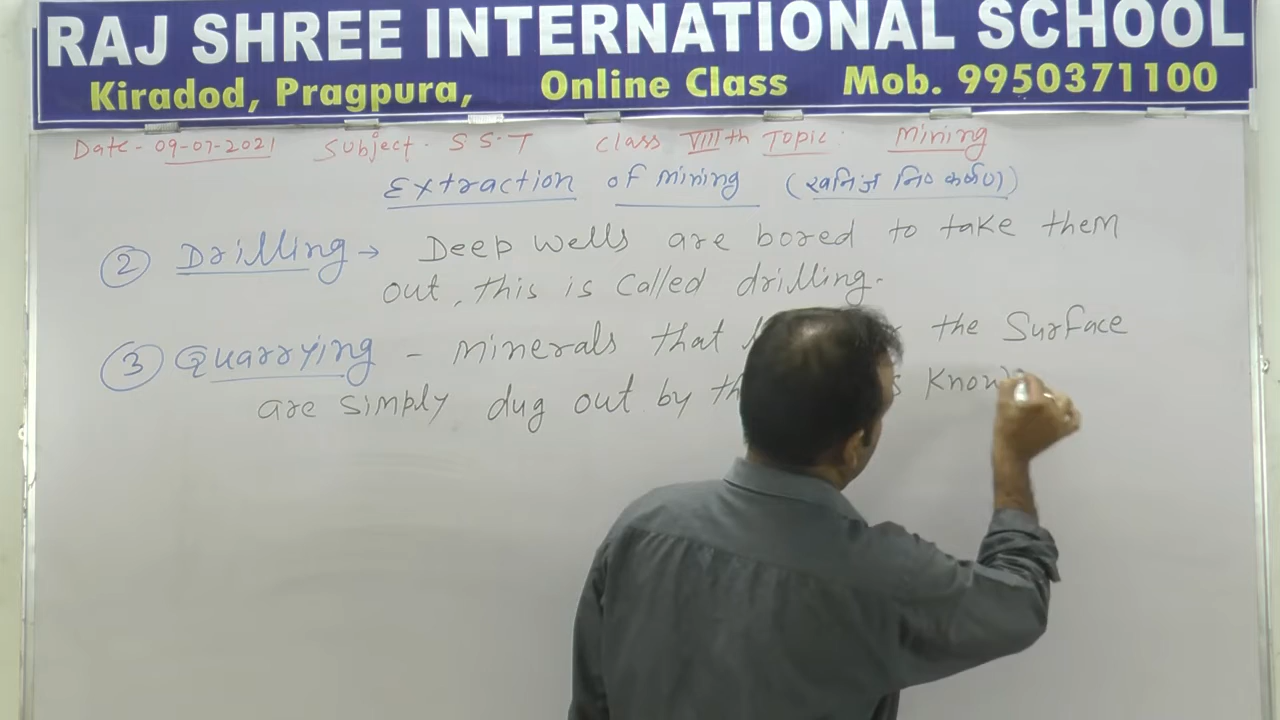 RAJ SHREE INTERNATIONAL SCHOOL
Kiradod, Pragpura, Online Class Mob. 9950371100
Date - 09-07-2021 Subject. S.S.T Class VIIIth Topic. Mining
Extraction of mining (खनिज नि० कर्षण)
② Drilling → Deep wells are bored to take them
out, this is called drilling.
③ Quarrying - Minerals that the Surface
are simply dug out by Know